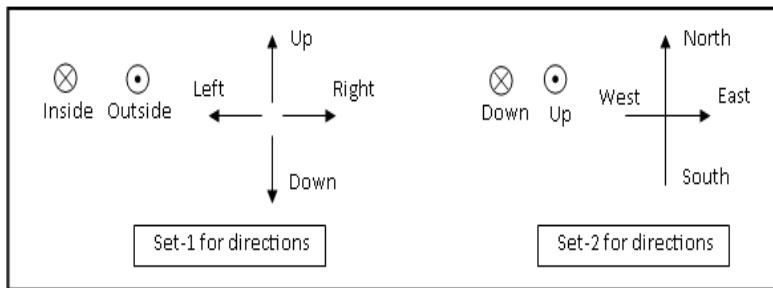 Up
North
Left
Right
West
East
Inside
Outside
Down
Up
Down
South
Set-1 for directions
Set-2 for directions